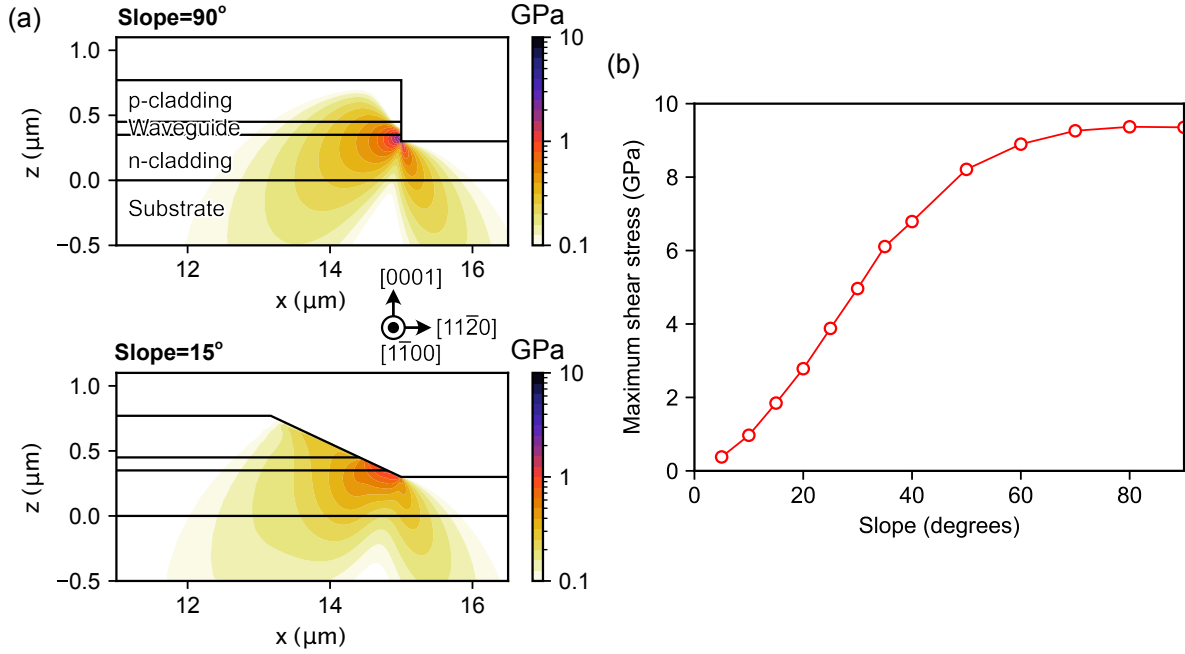 (a)
Slope=90°
GPa
1.0
0.5
0.0
−0.5
z (μm)
p-cladding
Waveguide
n-cladding
Substrate
10
1
0.1
12
14
16
x (μm)
[0001]
[112̅0]
[11̅00]
Slope=15°
GPa
1.0
0.5
0.0
−0.5
z (μm)
10
1
0.1
12
14
16
x (μm)
(b)
10
8
6
4
2
0
Maximum shear stress (GPa)
0
20
40
60
80
Slope (degrees)